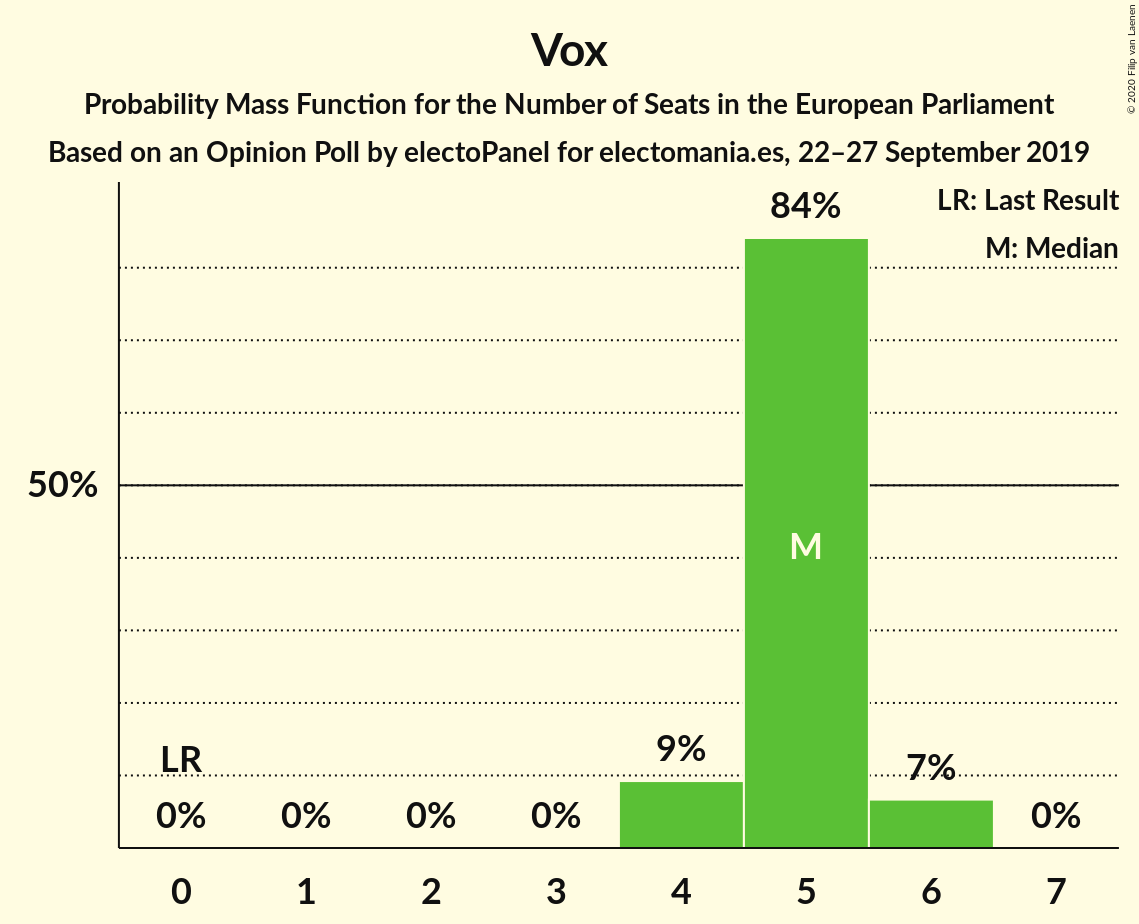 Vox
Probability Mass Function for the Number of Seats in the European Parliament
Based on an Opinion Poll by electoPanel for electomania.es, 22–27 September 2019
© 2020 Filip van Laenen
LR: Last Result
M: Median
84%
50%
M
LR
9%
7%
0% 0% 0% 0% 0%
0 1 2 3 4 5 6 7